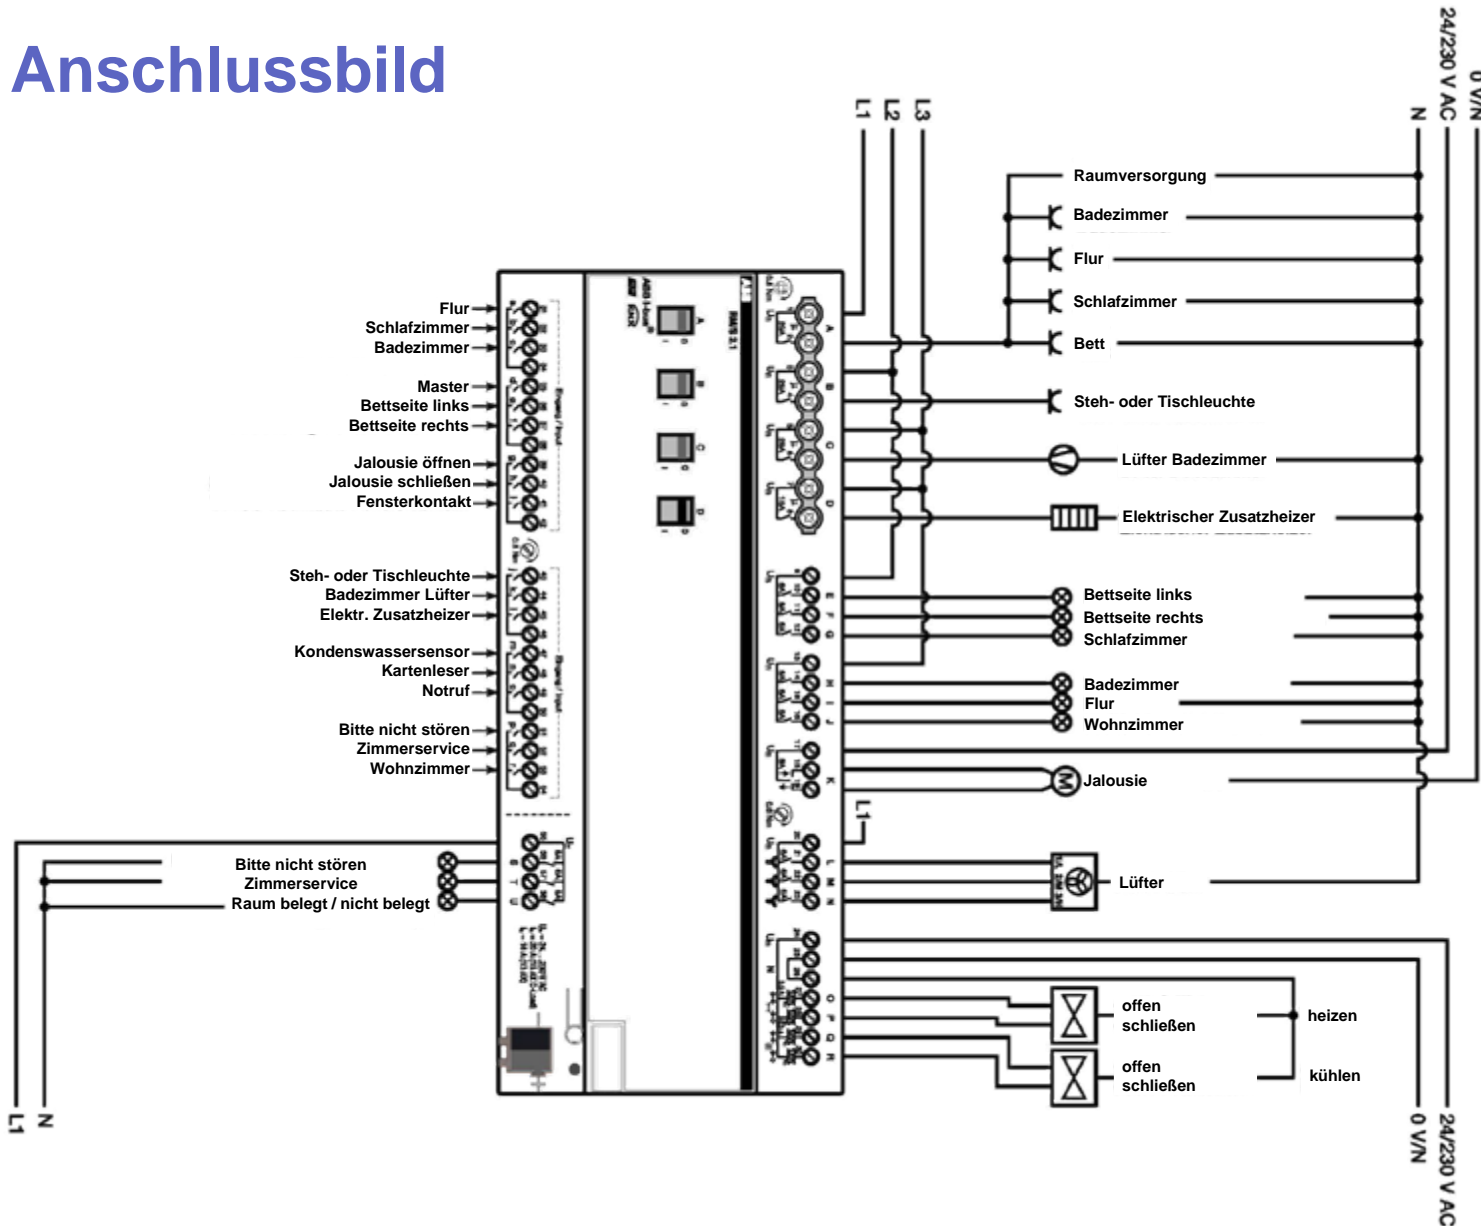 Anschlussbild
24/230 V AC
0 V/N
N
L1
L2
L3
Raumversorgung
Badezimmer
Flur
Schlafzimmer
Bett
Steh- oder Tischleuchte
Lüfter Badezimmer
Elektrischer Zusatzheizer
Bettseite links
Bettseite rechts
Schlafzimmer
Badezimmer
Flur
Wohnzimmer
Jalousie
M
L1
Lüfter
offen
schließen
heizen
offen
schließen
kühlen
0 V/N
24/230 V AC
Flur
Schlafzimmer
Badezimmer
Master
Bettseite links
Bettseite rechts
Jalousie öffnen
Jalousie schließen
Fensterkontakt
Steh- oder Tischleuchte
Badezimmer Lüfter
Elektr. Zusatzheizer
Kondenswassersensor
Kartenleser
Notruf
Bitte nicht stören
Zimmerservice
Wohnzimmer
Bitte nicht stören
Zimmerservice
Raum belegt / nicht belegt
L1
N
Eingang / Input
Eingang / Input
A
B
C
D
A
B
C
D
E
F
G
H
I
J
K
L
M
N
O
P
Q
R
S
T
U